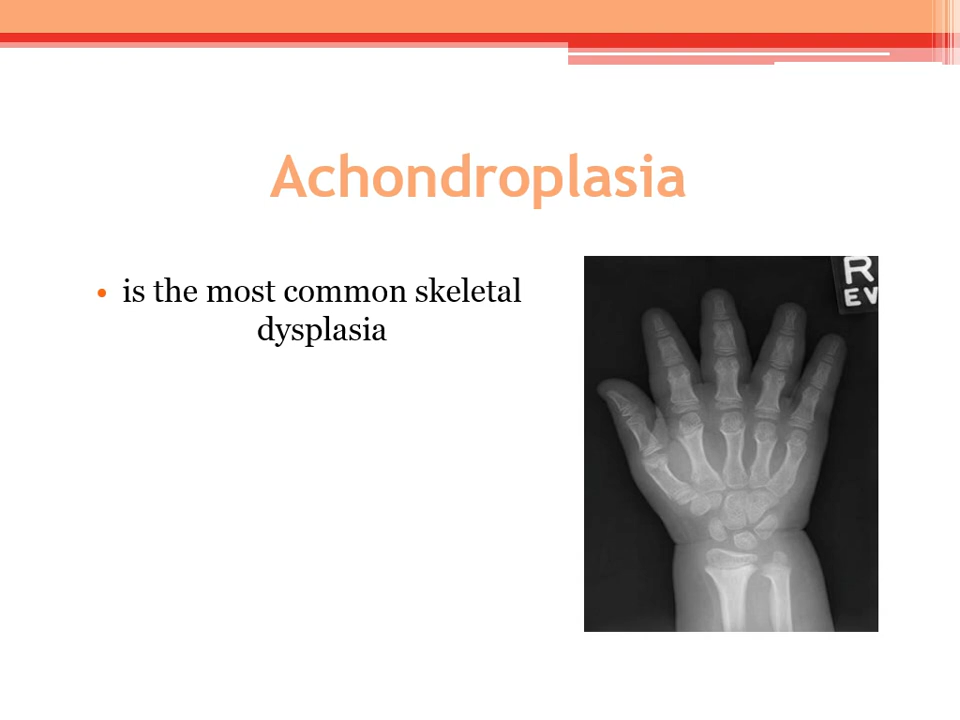 Achondroplasia
• is the most common skeletal
dysplasia
R
EV